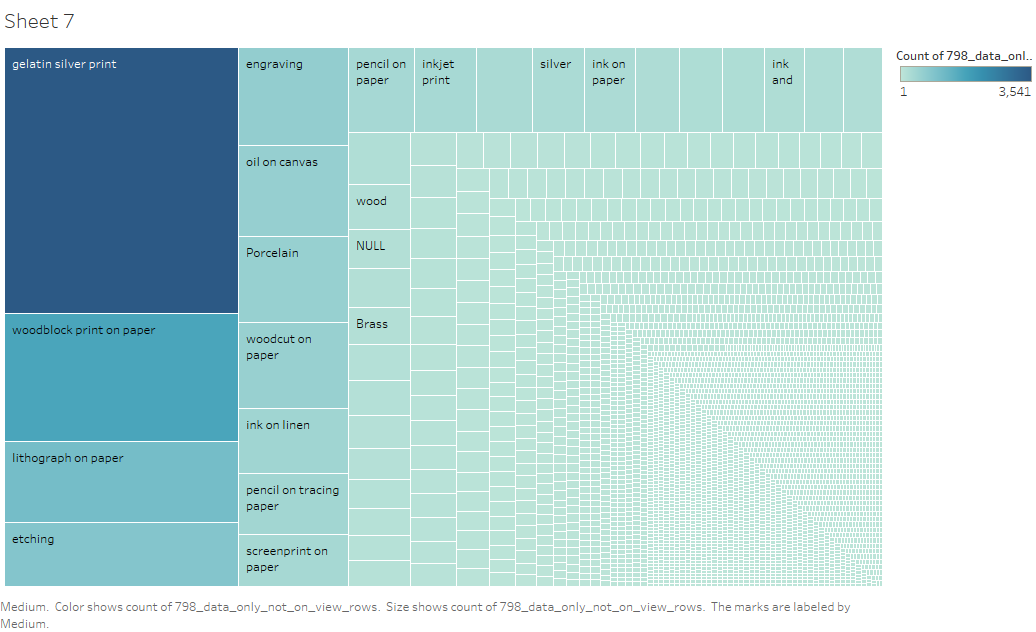 Sheet 7
gelatin silver print
engraving
pencil on
paper
inkjet
print
silver
ink on
paper
ink
and
Count of 798_data_onl..
1
3,541
oil on canvas
wood
Porcelain
NULL
woodblock print on paper
Brass
woodcut on
paper
ink on linen
lithograph on paper
pencil on tracing
paper
etching
screenprint on
paper
Medium.  Color shows count of 798_data_only_not_on_view_rows.  Size shows count of 798_data_only_not_on_view_rows.  The marks are labeled by
Medium.